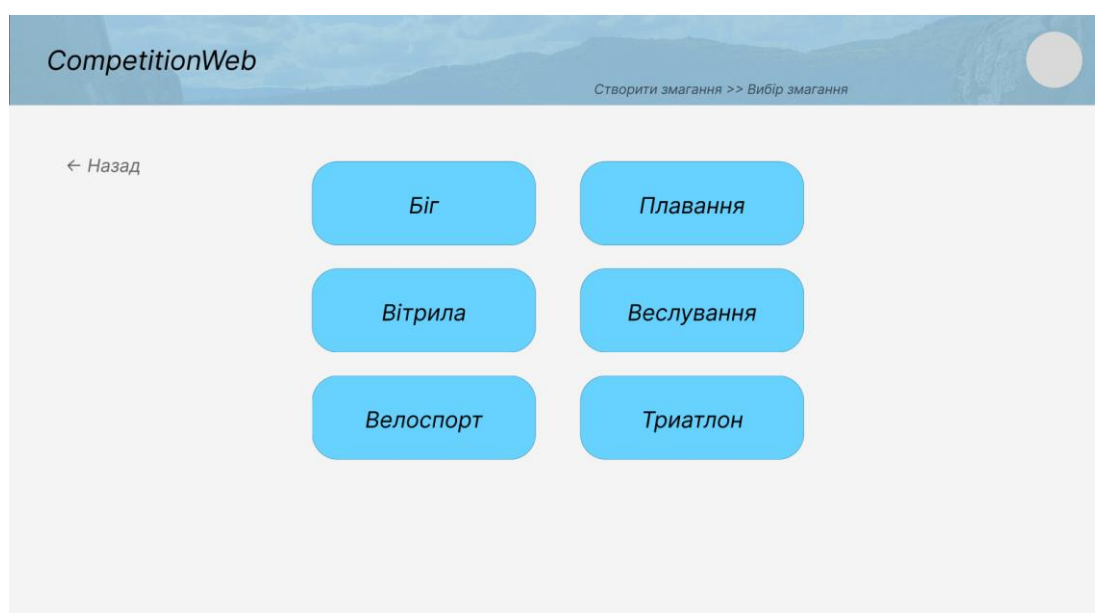 CompetitionWeb
Створити змагання >> Вибір змагання
← Назад
Біг
Плавання
Вітрила
Веслування
Велоспорт
Триатлон